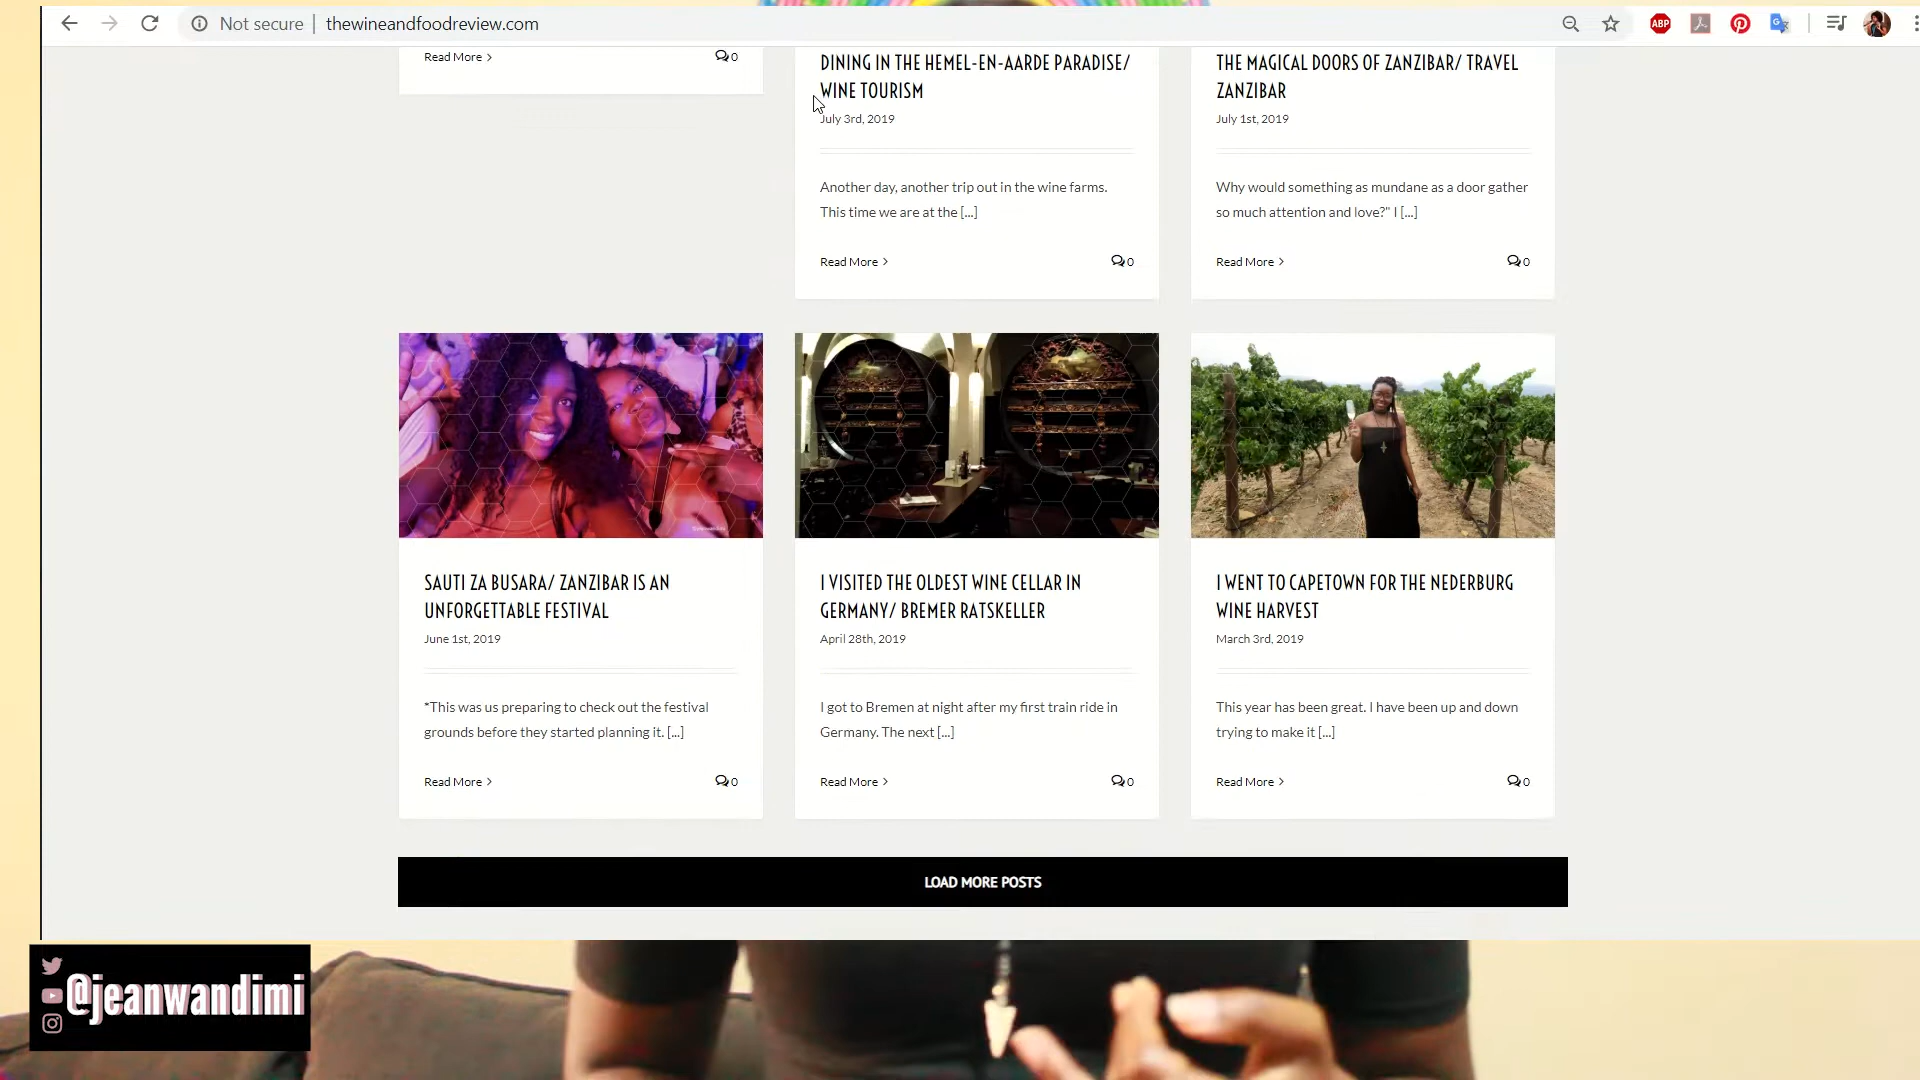 Not secure | thewineandfoodreview.com
ABP
Read More >
0
DINING IN THE HEMEL-EN-AARDE PARADISE/
WINE TOURISM
July 3rd, 2019
Another day, another trip out in the wine farms.
This time we are at the [...]
Read More >
0
THE MAGICAL DOORS OF ZANZIBAR/ TRAVEL
ZANZIBAR
July 1st, 2019
Why would something as mundane as a door gather
so much attention and love?" I [...]
Read More >
0
SAUTI ZA BUSARA/ ZANZIBAR IS AN
UNFORGETTABLE FESTIVAL
June 1st, 2019
*This was us preparing to check out the festival
grounds before they started planning it. [...]
Read More >
0
I VISITED THE OLDEST WINE CELLAR IN
GERMANY/ BREMER RATSKELLER
April 28th, 2019
I got to Bremen at night after my first train ride in
Germany. The next [...]
Read More >
0
I WENT TO CAPETOWN FOR THE NEDERBURG
WINE HARVEST
March 3rd, 2019
This year has been great. I have been up and down
trying to make it [...]
Read More >
0
LOAD MORE POSTS
@jeanwandimi